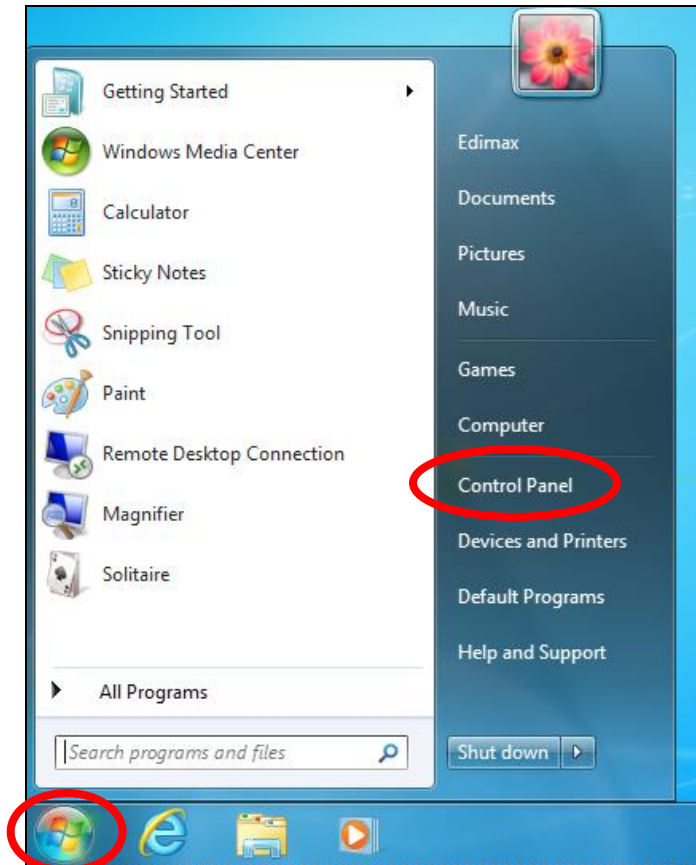 Getting Started
Windows Media Center
Calculator
Sticky Notes
Snipping Tool
Paint
Remote Desktop Connection
Magnifier
Solitaire
All Programs
Search programs and files
Edimax
Documents
Pictures
Music
Games
Computer
Control Panel
Devices and Printers
Default Programs
Help and Support
Shut down